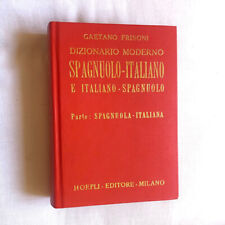 GAETANO FRISONI
DIZIONARIO MODERNO
SPAGNUOLO-ITALIANO
E ITALIANO-SPAGNUOLO
Parte: SPAGNUOLA-ITALIANA
HOEPLI-EDITORE-MILANO